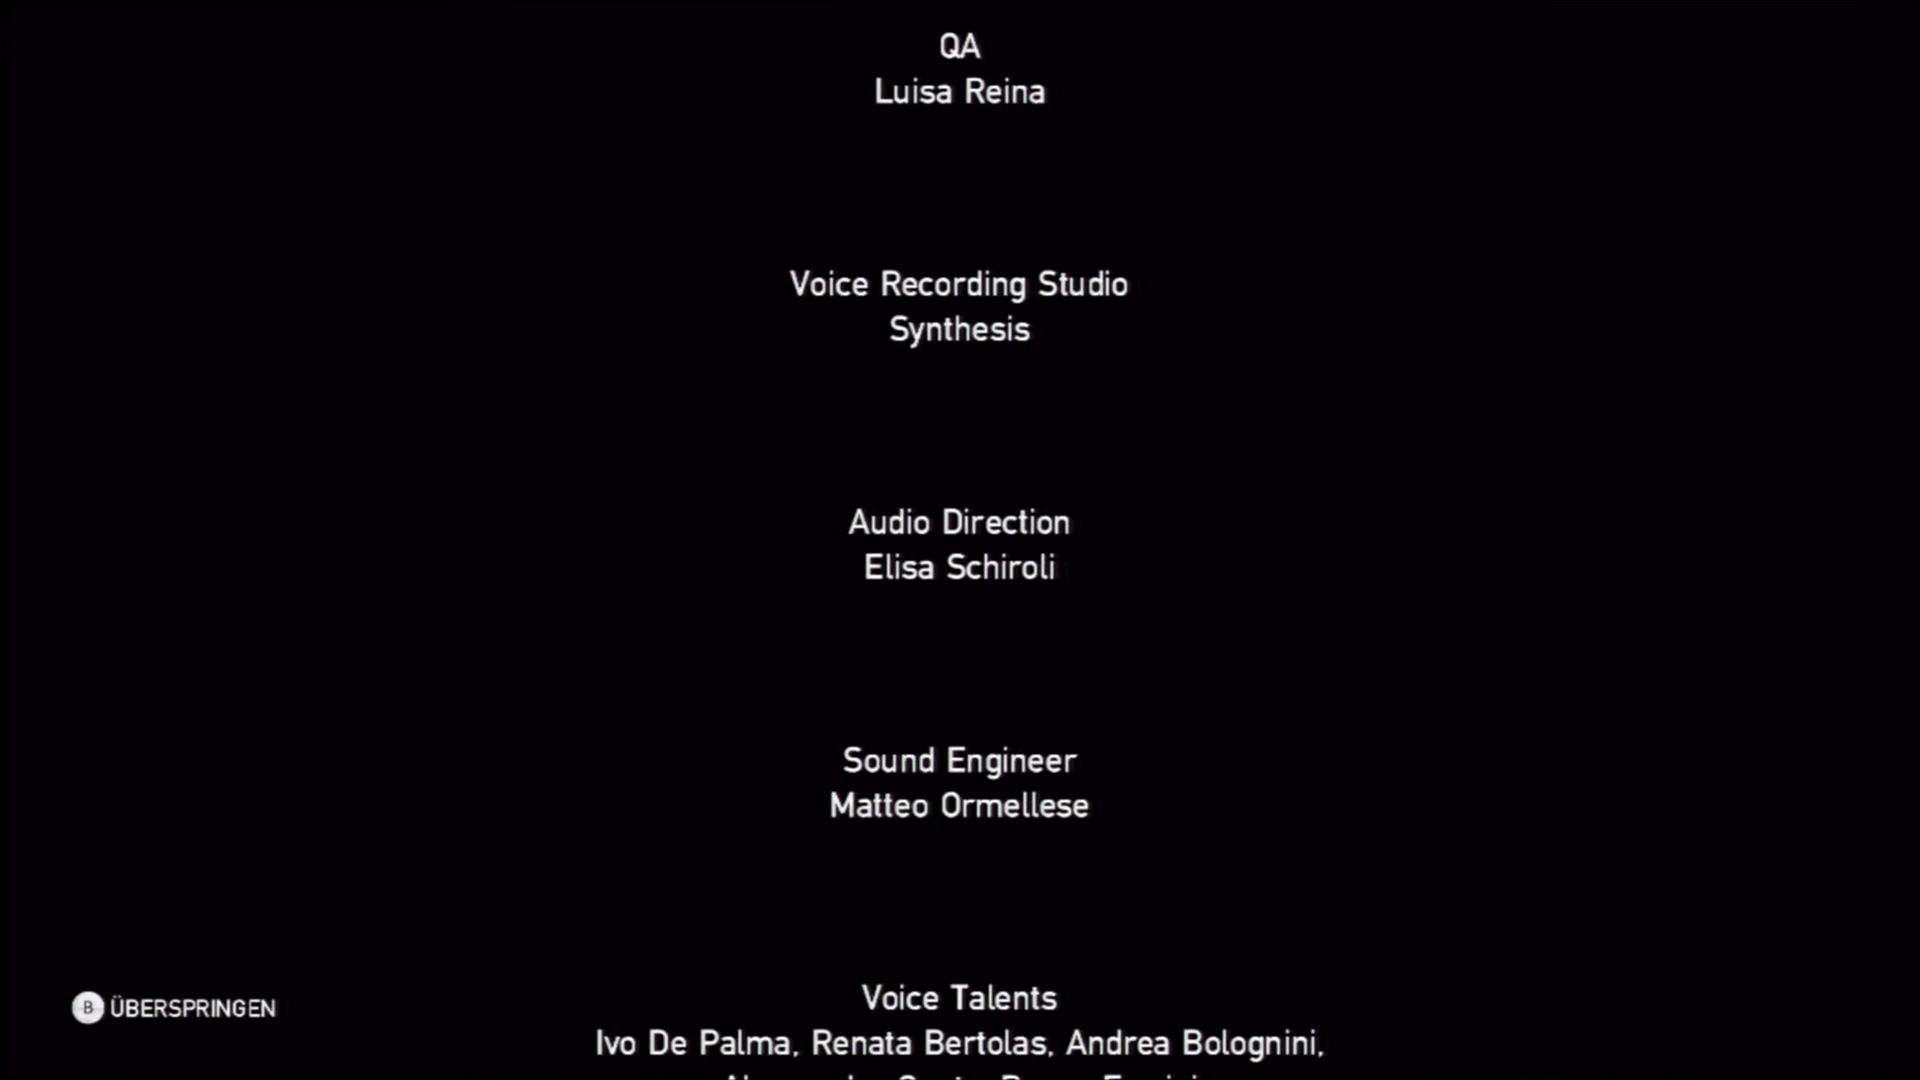 QA
Luisa Reina
Voice Recording Studio
Synthesis
Audio Direction
Elisa Schiroli
Sound Engineer
Matteo Ormellese
Voice Talents
B ÜBERSPRINGEN
Ivo De Palma, Renata Bertolas, Andrea Bolognini,